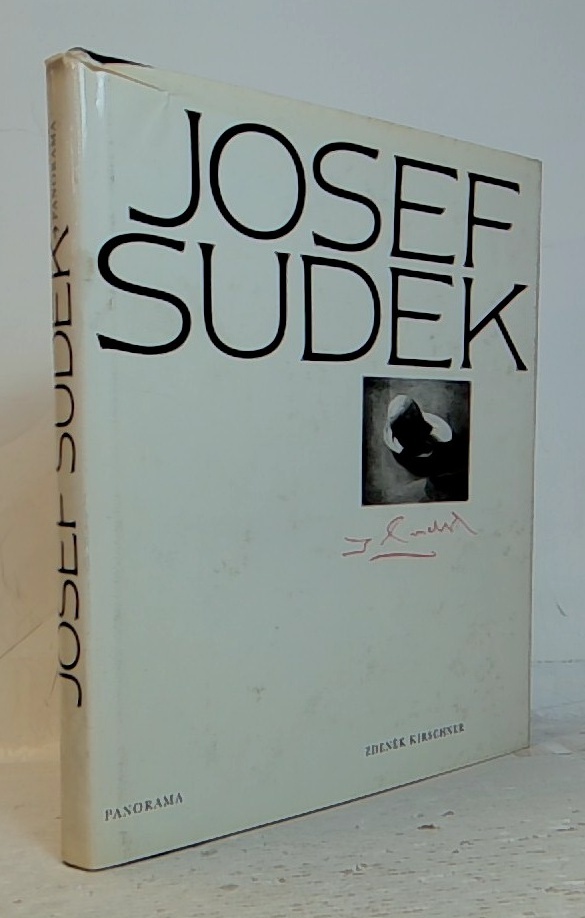 JOSEF
SUDEK
ZDENĚK KIRSCHNER
PANORAMA
JOSEF SUDEK PANORAMA